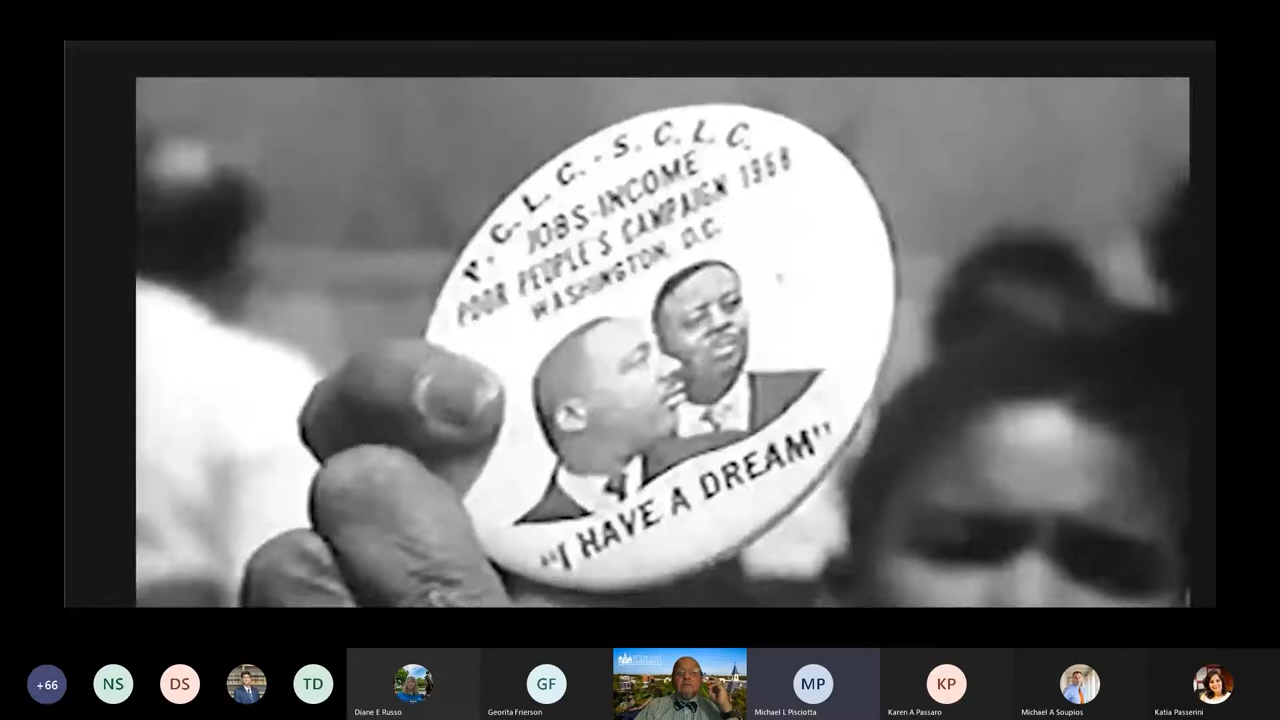 P. C. L. C. - S. C. L. C.
JOBS-INCOME
POOR PEOPLE'S CAMPAIGN 1968
WASHINGTON, D.C.
"I HAVE A DREAM"
+66
NS
DS
TD
Diane E Russo
GF
Georita Frierson
MP
Michael L Pisciotta
KP
Karen A Passaro
Michael A Soupios
Katia Passerini